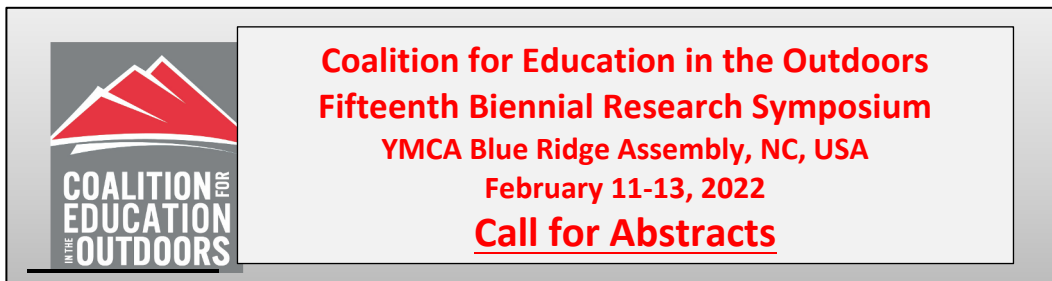 COALITION FOR
EDUCATION
IN THE OUTDOORS
Coalition for Education in the Outdoors
Fifteenth Biennial Research Symposium
YMCA Blue Ridge Assembly, NC, USA
February 11-13, 2022
Call for Abstracts